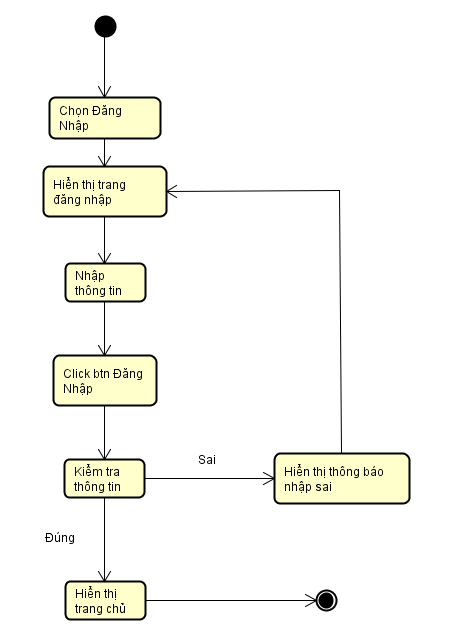 Chọn Đăng
Nhập
Hiển thị trang
đăng nhập
Nhập
thông tin
Click btn Đăng
Nhập
Kiểm tra
thông tin
Sai
Hiển thị thông báo
nhập sai
Đúng
Hiển thị
trang chủ